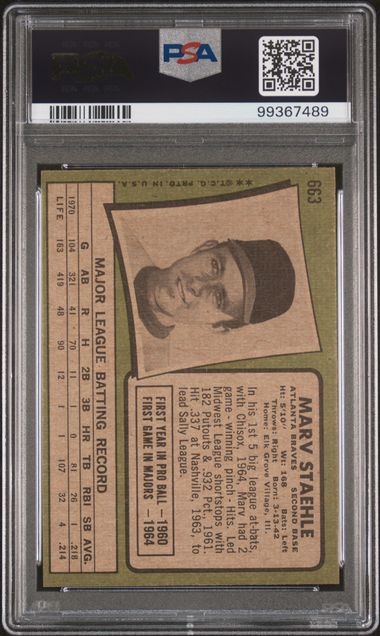 PSA
99367489
663
**©T.C.G. PRTD. IN U.S.A.
MARV STAEHLE
ATLANTA BRAVES SECOND BASE
Ht: 5'10" Wt: 168 Bats: Left
Throws: Right Born: 3-13-42
Home: Elk Grove Village, Ill.
In his 1st 5 big league at-bats,
with Chisox, 1964, Marv had 2
game-winning pinch-Hits. Led
Midwest League shortstops with
182 Putouts & .932 Pct. 1961.
Hit .337 at Nashville, 1963, to
lead Sally League.
FIRST YEAR IN PRO BALL—1960
FIRST GAME IN MAJORS—1964
MAJOR LEAGUE BATTING RECORD
G AB R H 2B 3B HR TB RBI SB AVG.
1970 104 321 41 70 11 1 0 81 26 1 .218
LIFE 163 419 48 90 12 1 1 107 32 4 .214